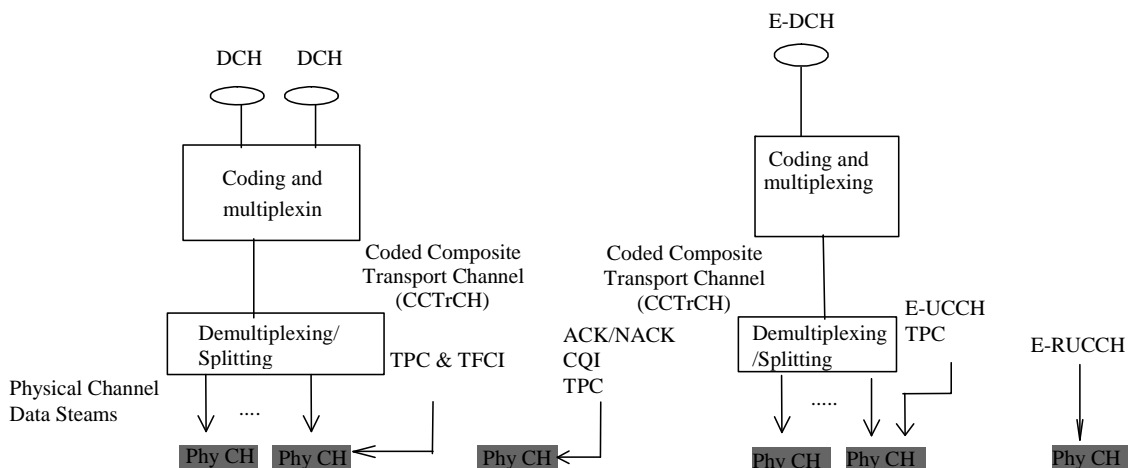 E-DCH
DCH DCH
Coding and
multiplexin
Coding and
multiplexing
Coded Composite
Transport Channel
(CCTrCH)
Coded Composite
Transport Channel
(CCTrCH)
Demultiplexing/
Splitting
TPC & TFCI
ACK/NACK
CQI
TPC
Demultiplexing
/Splitting
E-UCCH
TPC
E-RUCCH
Physical Channel
Data Steams
....
.....
Phy CH Phy CH Phy CH Phy CH Phy CH Phy CH